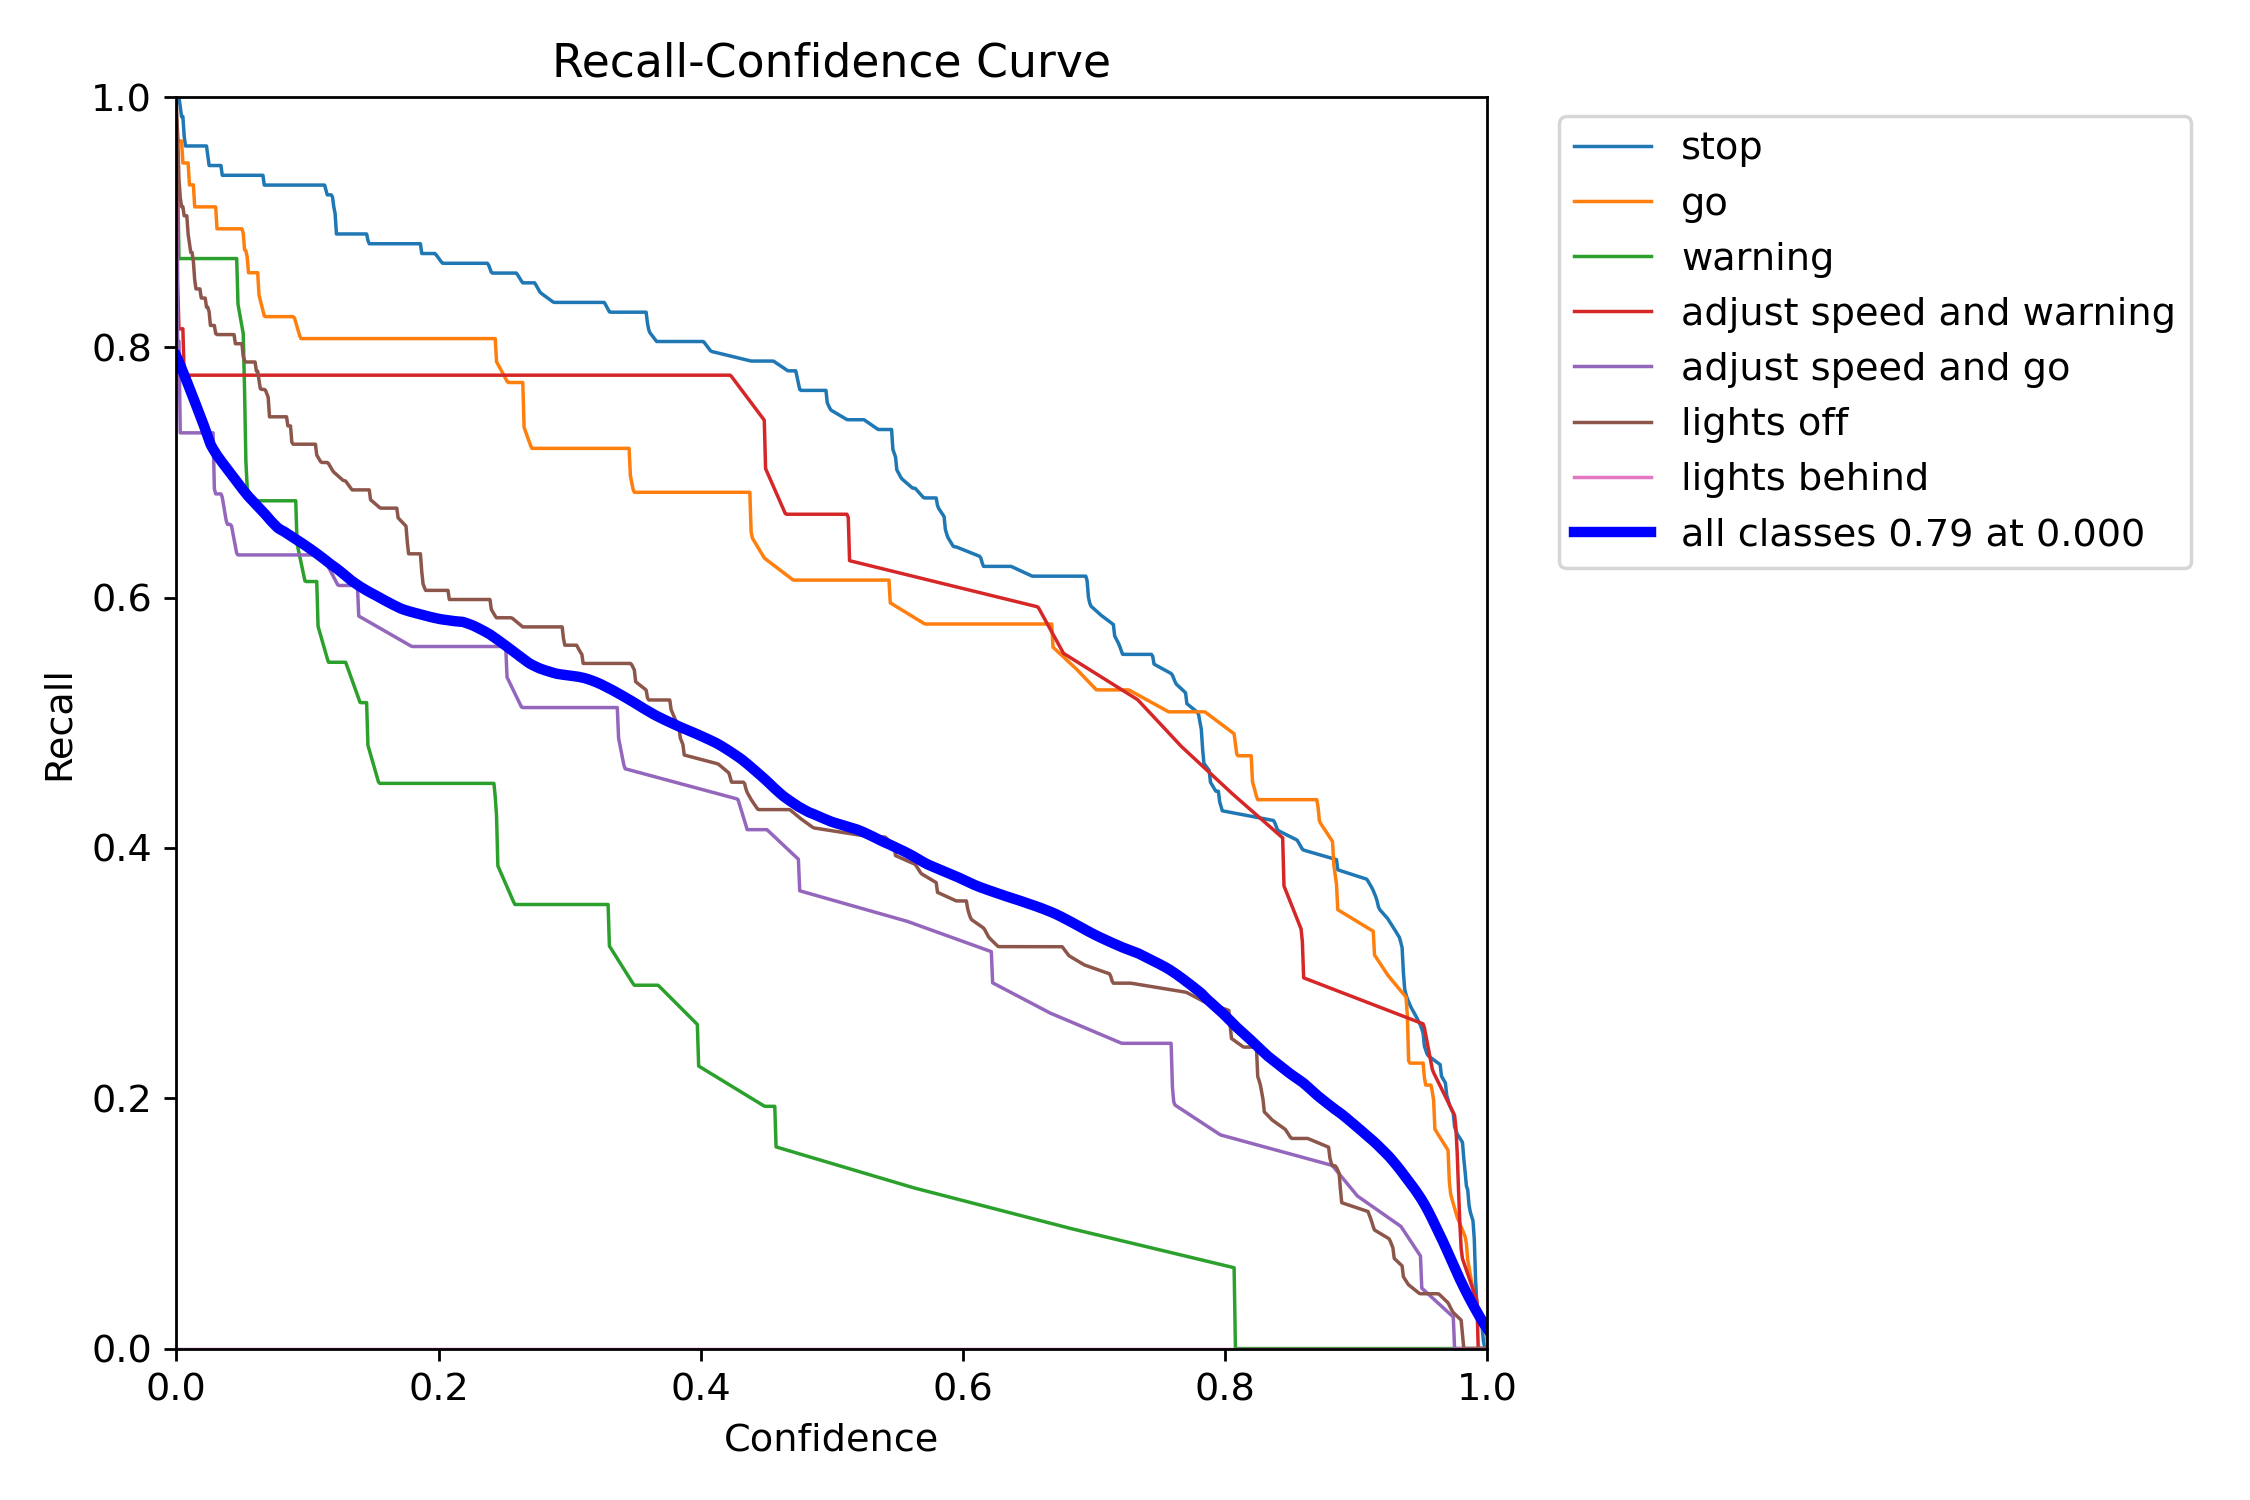 Recall-Confidence Curve
1.0
0.8
0.6
0.4
0.2
0.0
Recall
0.0 0.2 0.4 0.6 0.8 1.0
Confidence
stop
go
warning
adjust speed and warning
adjust speed and go
lights off
lights behind
all classes 0.79 at 0.000